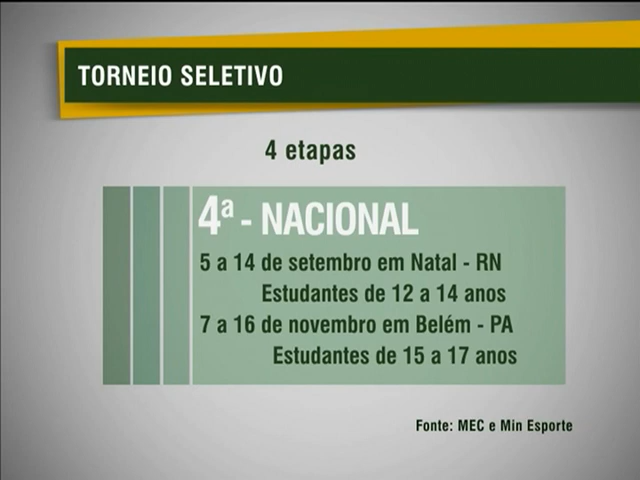 TORNEIO SELETIVO
4 etapas
4ª - NACIONAL
5 a 14 de setembro em Natal - RN
Estudantes de 12 a 14 anos
7 a 16 de novembro em Belém - PA
Estudantes de 15 a 17 anos
Fonte: MEC e Min Esporte